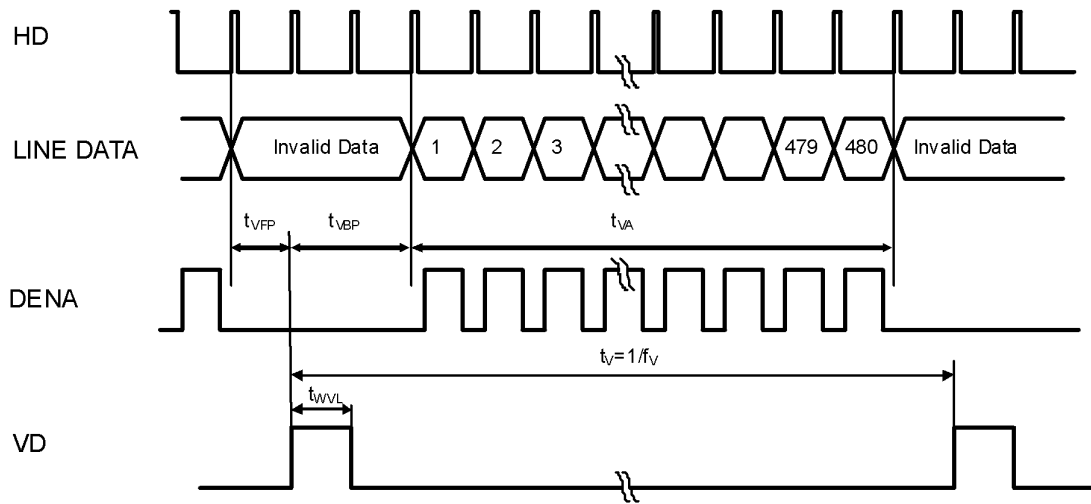 HD
LINE DATA
Invalid Data 1 2 3 479 480 Invalid Data
tVFP tVBP tVA
DENA
tV=1/fV
tWVL
VD